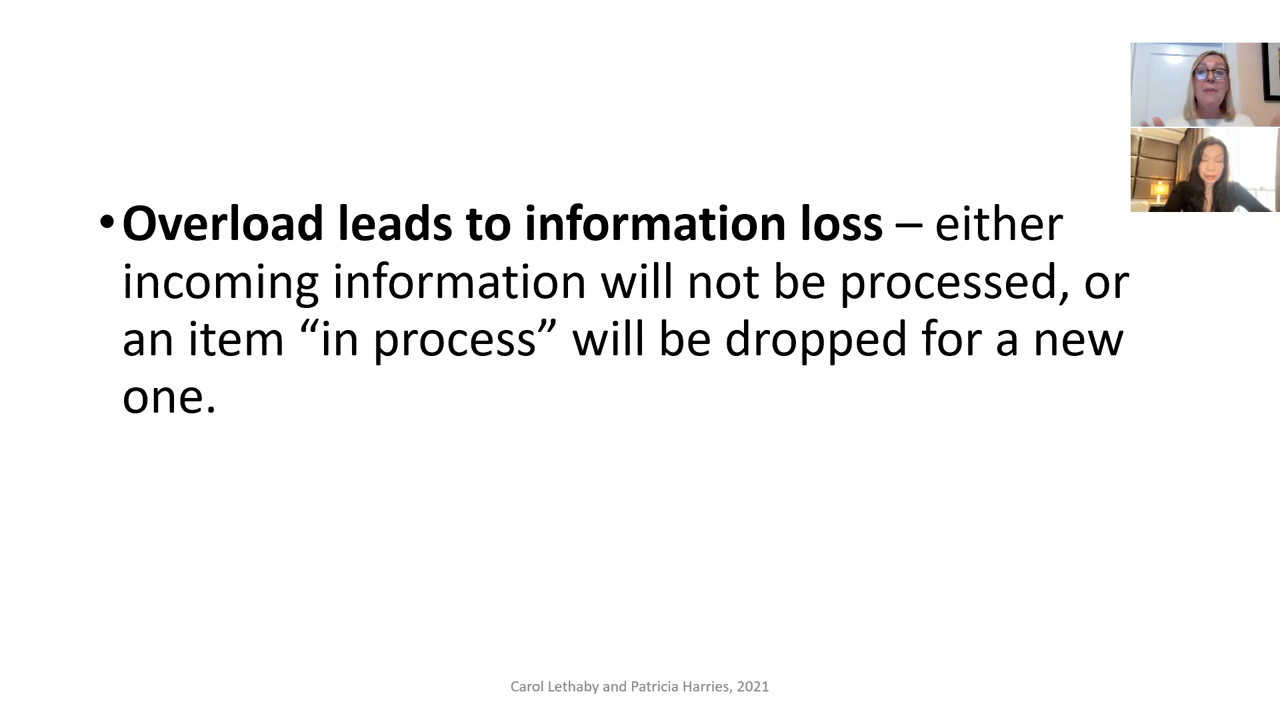 •Overload leads to information loss – either
incoming information will not be processed, or
an item “in process” will be dropped for a new
one.
Carol Lethaby and Patricia Harries, 2021